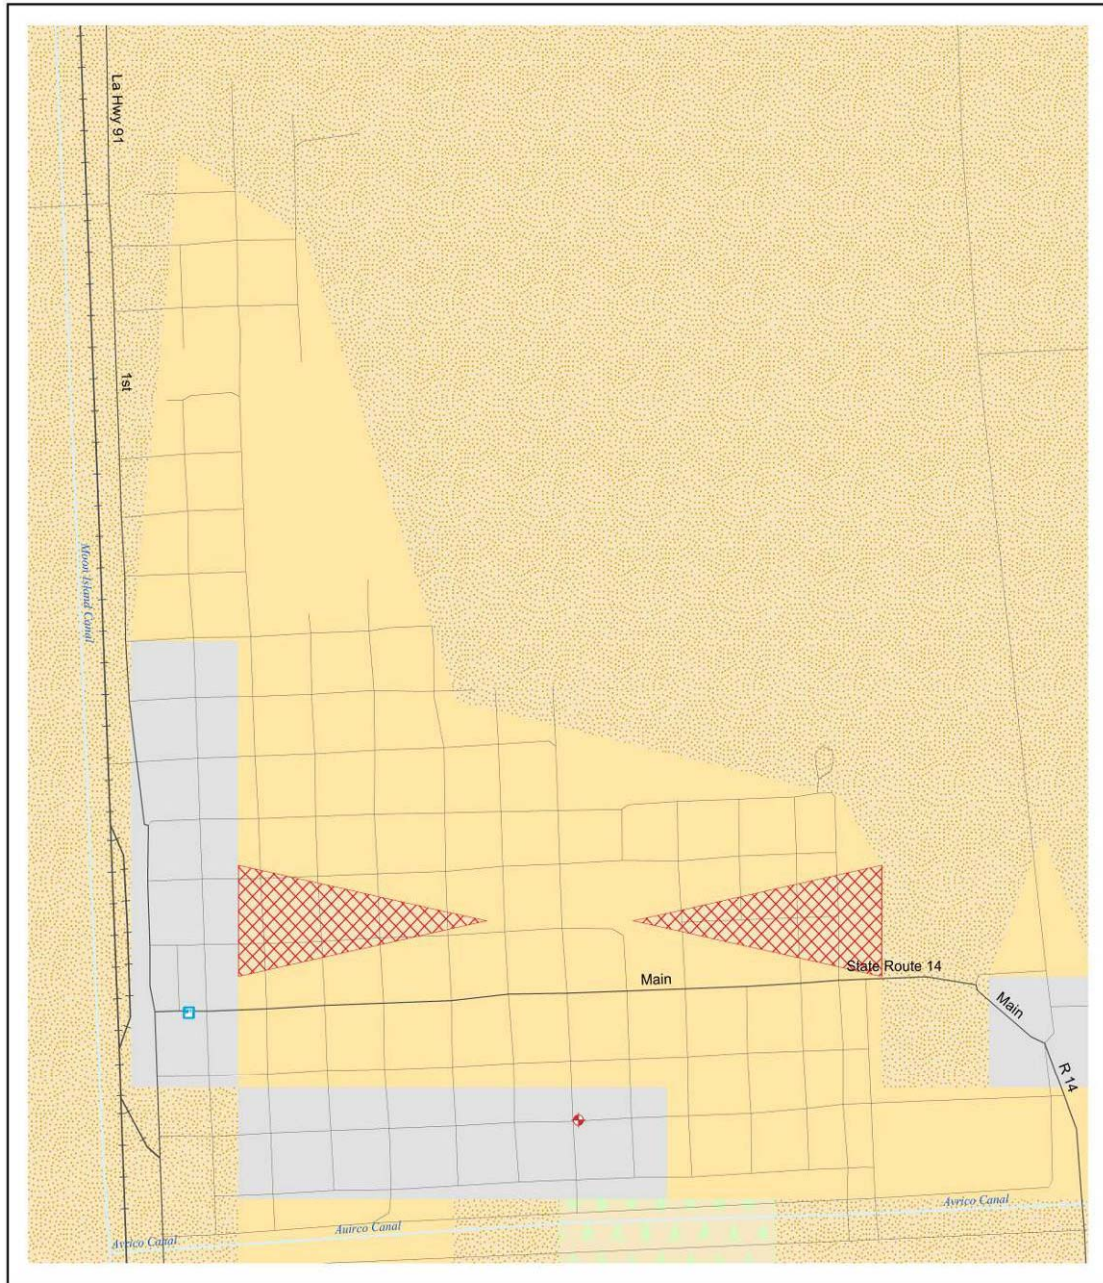 La Hwy 91
1st
Moon Island Canal
Main
State Route 14
Main
R 14
Avrico Canal
Auirco Canal
Avrico Canal